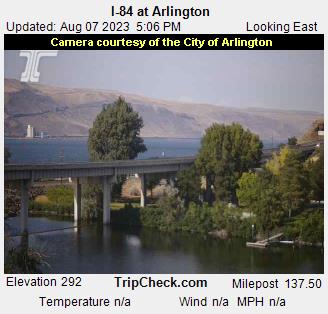 I-84 at Arlington
Updated: Aug 07 2023 5:06 PM Looking East
Camera courtesy of the City of Arlington
Elevation 292 TripCheck.com Milepost 137.50
Temperature n/a Wind n/a MPH n/a